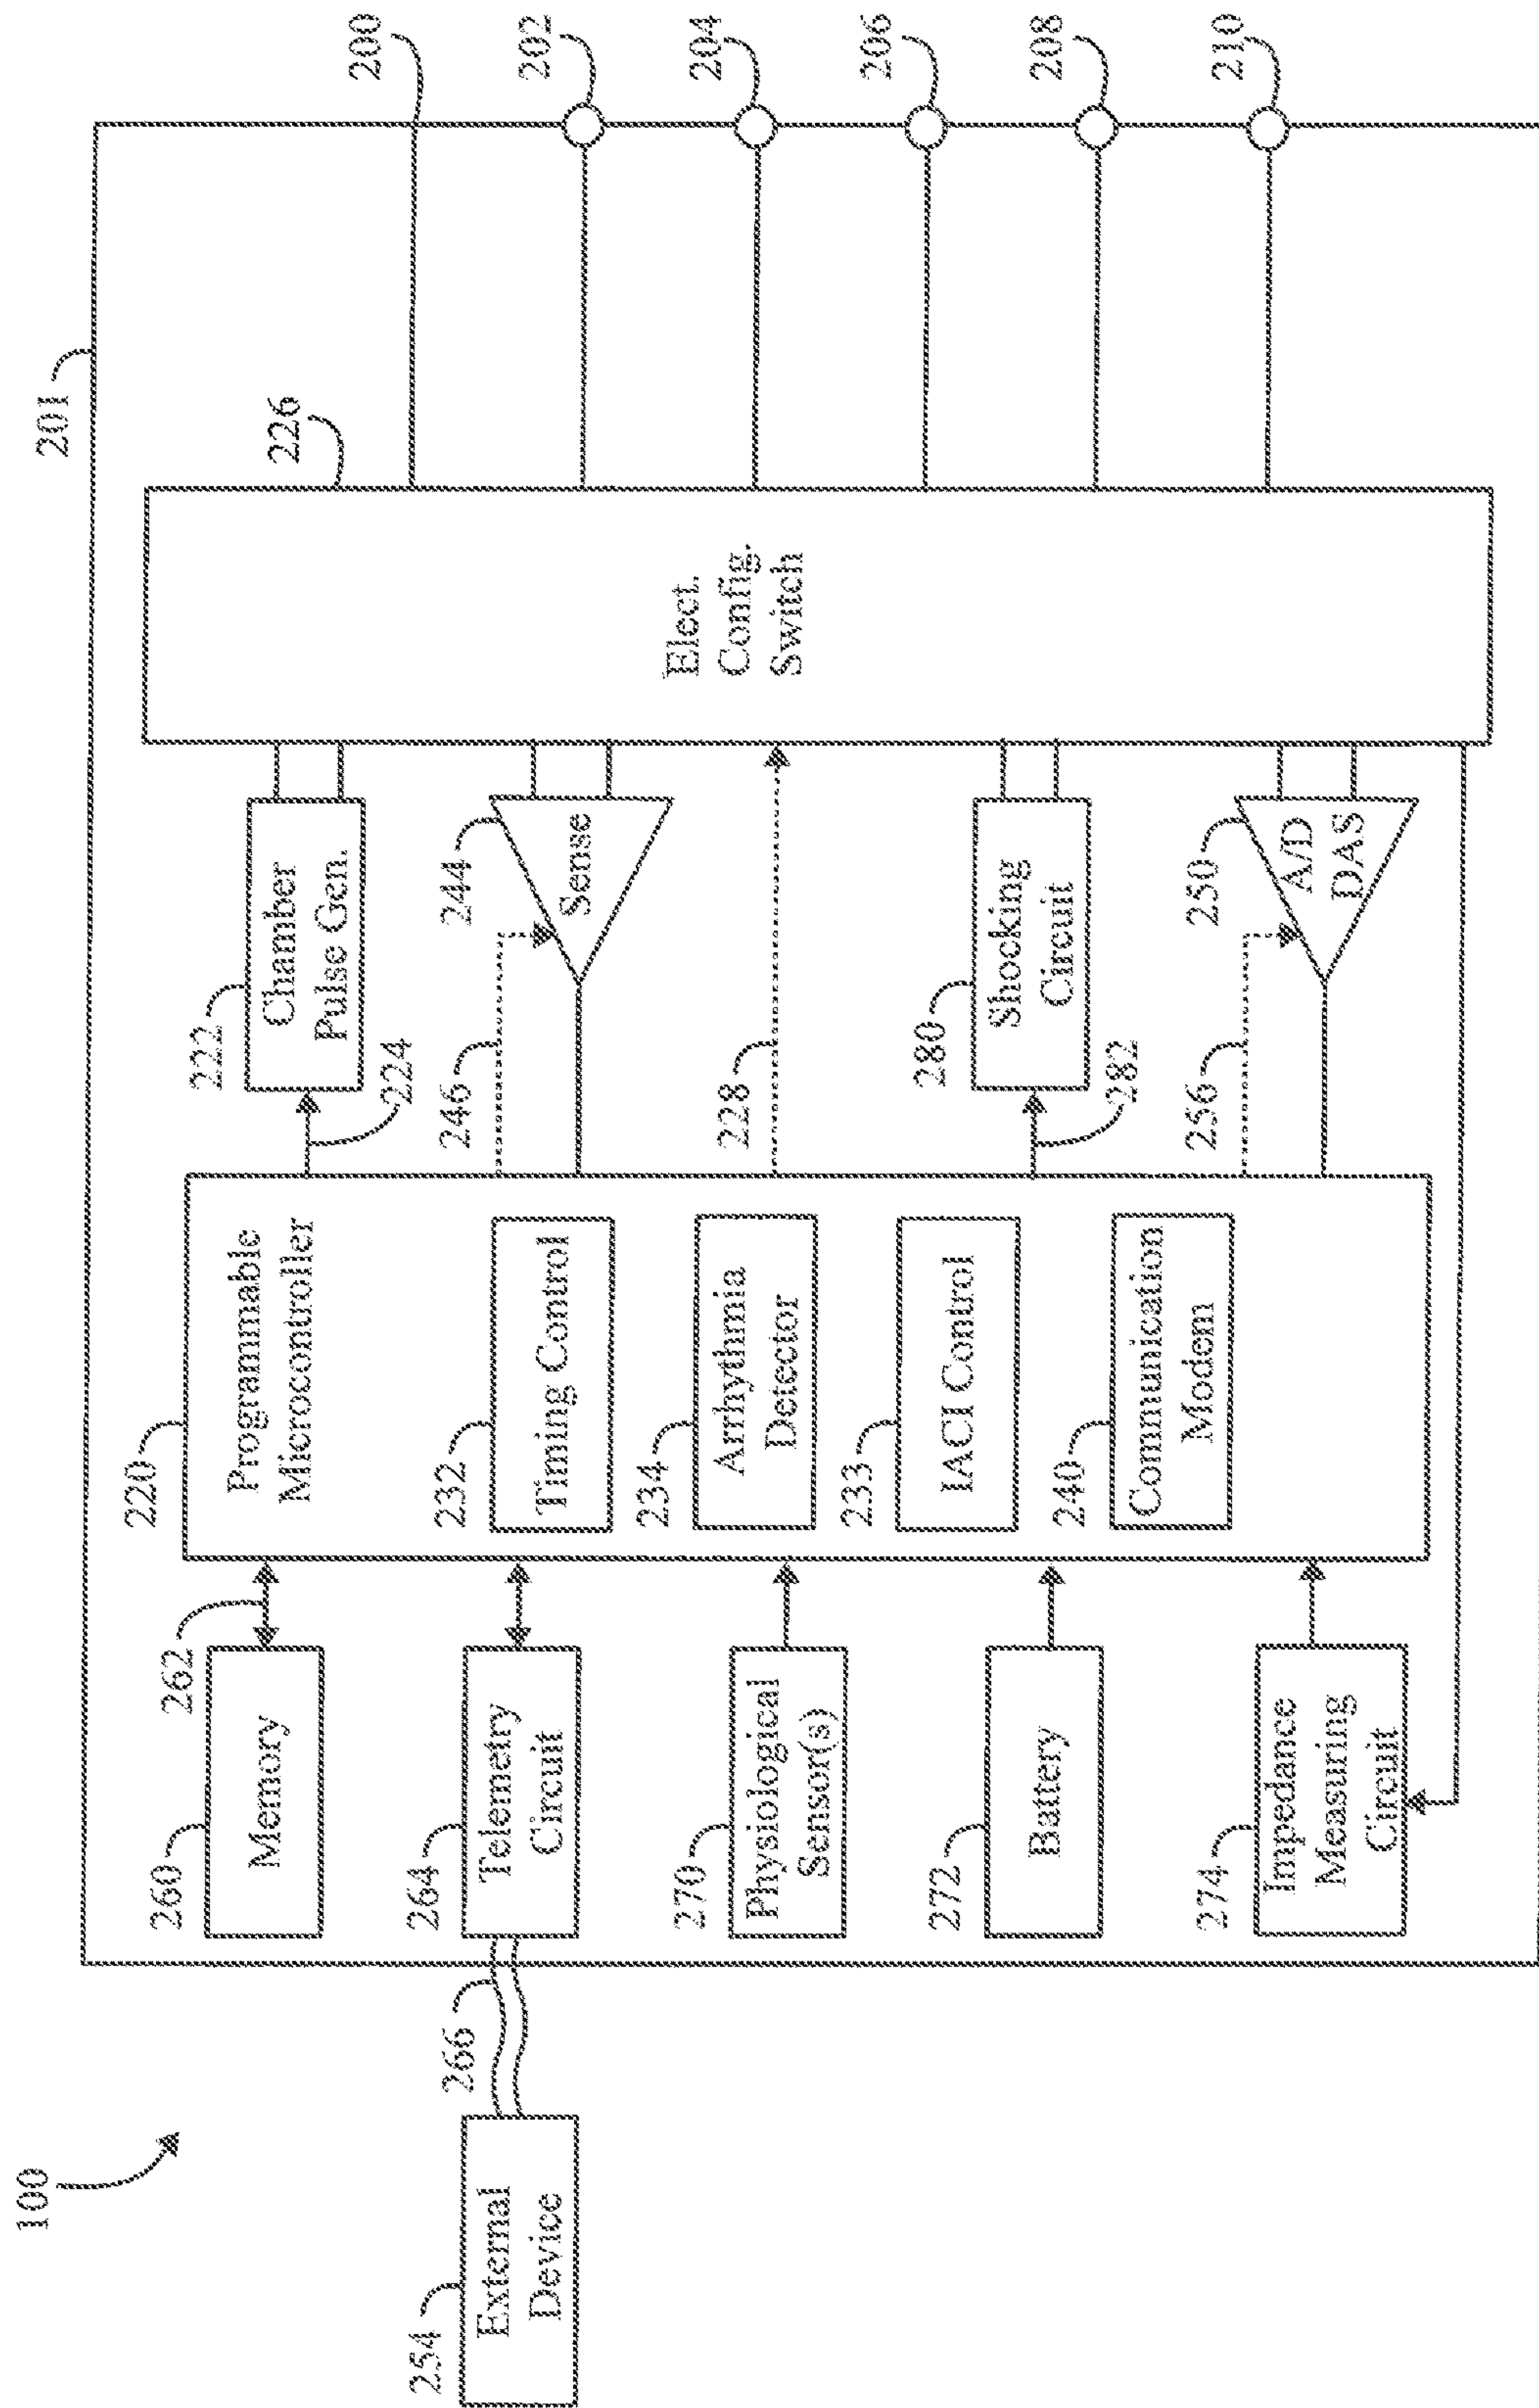 100
254
External
Device
266
201
260
Memory
262
264
Telemetry
Circuit
270
Physiological
Sensor(s)
272
Battery
274
Impedance
Measuring
Circuit
220
Programmable
Microcontroller
232
Timing Control
234
Arrhythmia
Detector
233
IACI Control
240
Communication
Modem
222
Chamber
Pulse Gen.
224
244
Sense
246
228
280
Shocking
Circuit
282
250
A/D
DAS
256
226
Elect.
Config.
Switch
200
202
204
206
208
210